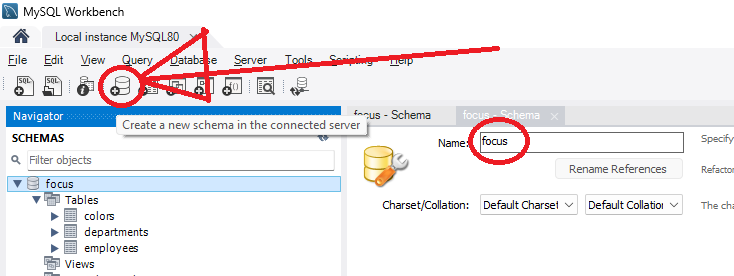 MySQL Workbench
Local instance MySQL80
File Edit View Query Database Server Tools Scripting Help
Navigator
SCHEMAS
Filter objects
focus
Tables
colors
departments
employees
Views
Create a new schema in the connected server
focus - Schema
focus - Schema
Name:
focus
Specify
Rename References
Refactor
Charset/Collation:
Default Charset
Default Collation
The cha